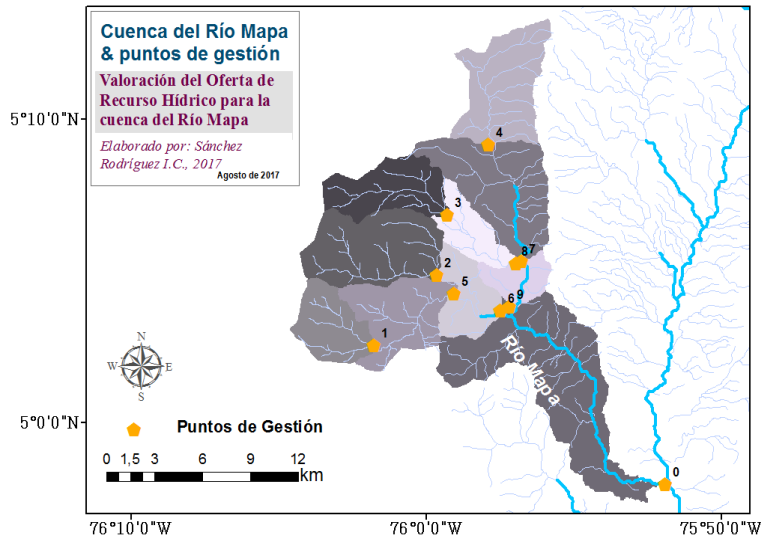 Cuenca del Río Mapa
& puntos de gestión
Valoración del Oferta de
Recurso Hídrico para la
cuenca del Río Mapa
Elaborado por: Sánchez
Rodríguez I.C., 2017
Agosto de 2017
5°10'0"N
4
3
2
5
87
6 9
1
Río Mapa
N
W E
S
5°0'0"N
Puntos de Gestión
0
0 1,5 3 6 9 12
km
76°10'0"W 76°0'0"W 75°50'0"W